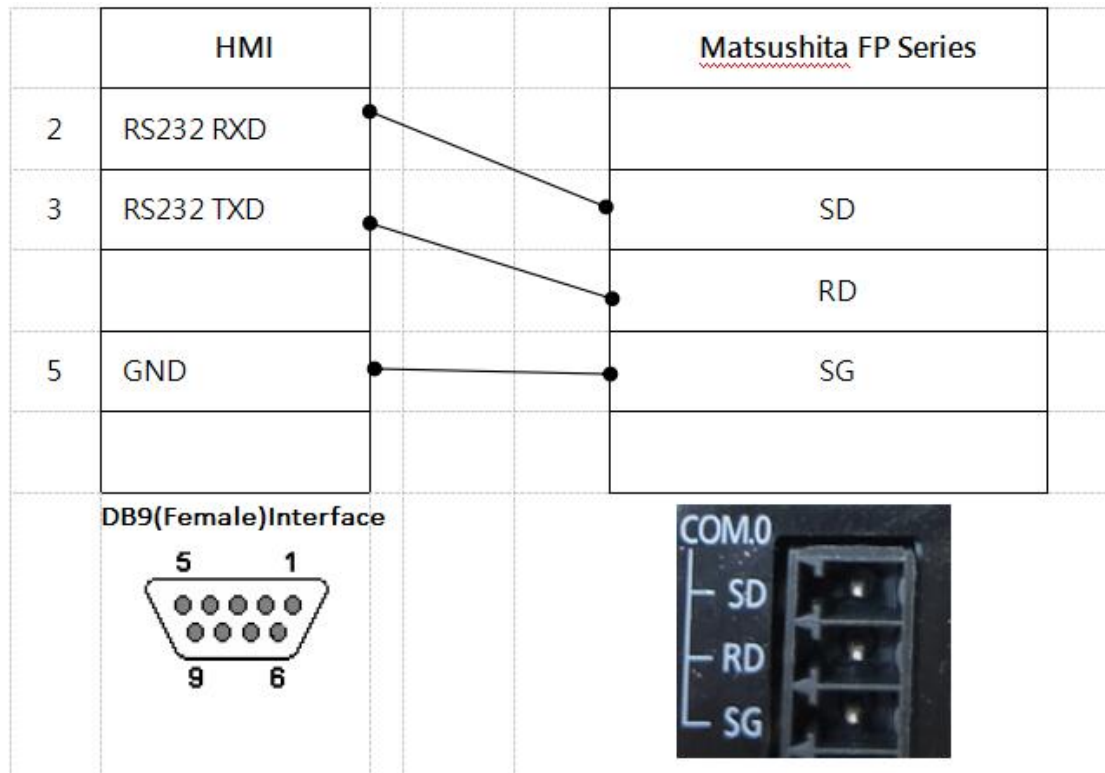 HMI Matsushita FP Series
2 RS232 RXD
3 RS232 TXD SD
RD
5 GND SG
DB9(Female)Interface
5 1
9 6
COM.0
SD
RD
SG